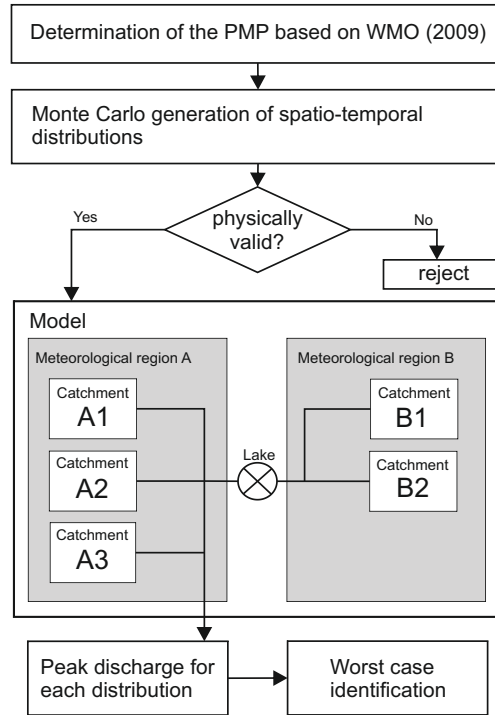 Determination of the PMP based on WMO (2009)
Monte Carlo generation of spatio-temporal
distributions
Yes
physically
valid?
No
reject
Model
Meteorological region A
Meteorological region B
Catchment
A1
Catchment
B1
Lake
Catchment
A2
Catchment
B2
Catchment
A3
Peak discharge for
each distribution
Worst case
identification